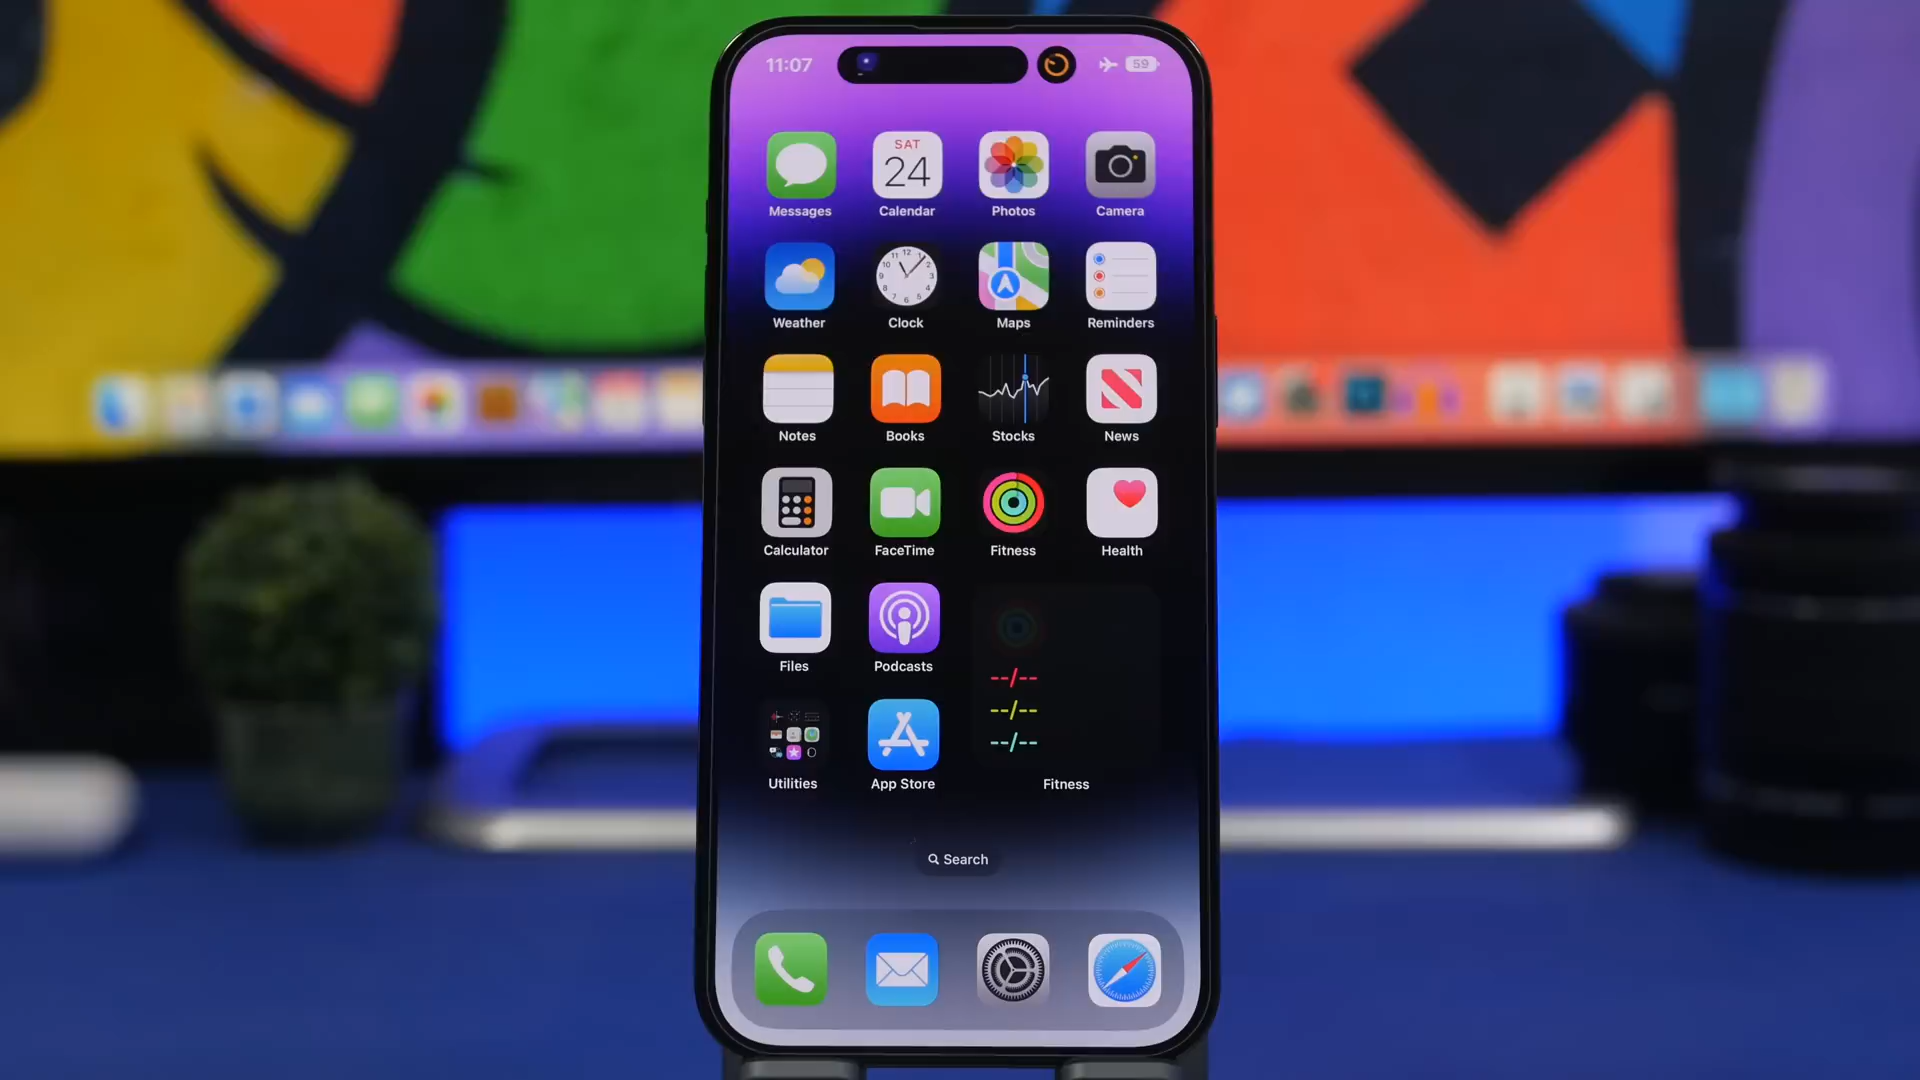 11:07
59
SAT
24
Messages
Calendar
Photos
Camera
Weather
Clock
Maps
Reminders
Notes
Books
Stocks
News
Calculator
FaceTime
Fitness
Health
Files
Podcasts
--/--
--/--
--/--
Utilities
App Store
Fitness
Search